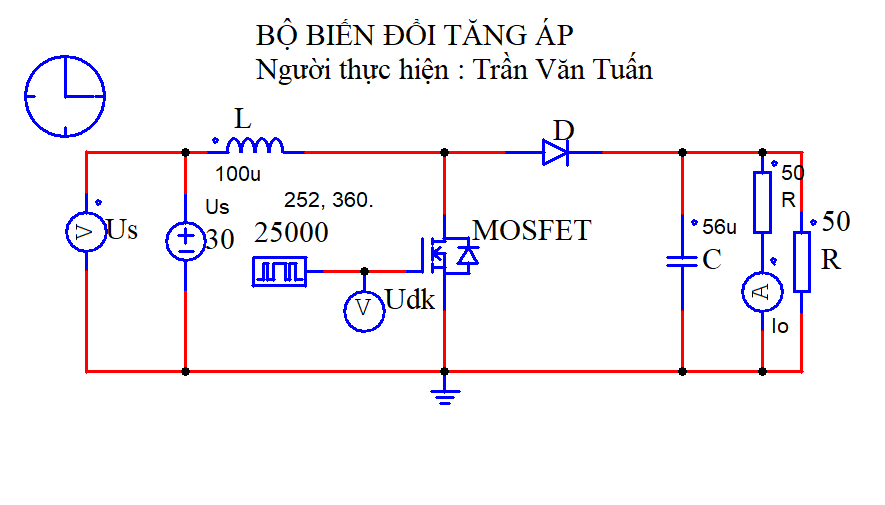 BỘ BIẾN ĐỔI TĂNG ÁP
Người thực hiện : Trần Văn Tuấn
L
100u
D
252, 360.
25000
Us
Us
30
MOSFET
V
V
Udk
56u
C
50
R
A
Io
50
R